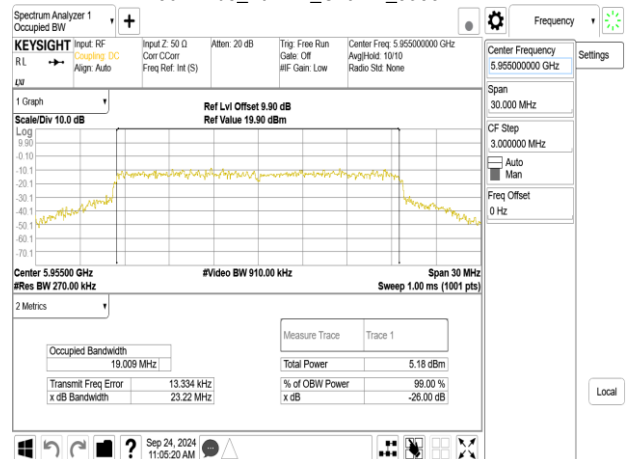 Spectrum Analyzer 1
Occupied BW
KEYSIGHT
RL
LXI
Input: RF
Coupling: DC
Align: Auto
Input Z: 50 Ω
Corr CCorr
Freq Ref: Int (S)
Atten: 20 dB
Trig: Free Run
Gate: Off
#IF Gain: Low
Center Freq: 5.955000000 GHz
Avg|Hold: 10/10
Radio Std: None
1 Graph
Scale/Div 10.0 dB
Ref Lvl Offset 9.90 dB
Ref Value 19.90 dBm
Log
9.90
-0.10
-10.1
-20.1
-30.1
-40.1
-50.1
-60.1
-70.1
Center 5.95500 GHz
#Video BW 910.00 kHz
Span 30 MHz
#Res BW 270.00 kHz
Sweep 1.00 ms (1001 pts)
2 Metrics
Measure Trace Trace 1
Occupied Bandwidth
19.009 MHz
Total Power 5.18 dBm
Transmit Freq Error 13.334 kHz
% of OBW Power 99.00 %
x dB Bandwidth 23.22 MHz
x dB -26.00 dB
Sep 24, 2024
11:05:20 AM
Frequency
Center Frequency
5.955000000 GHz
Settings
Span
30.000 MHz
CF Step
3.000000 MHz
Auto
Man
Freq Offset
0 Hz
Local